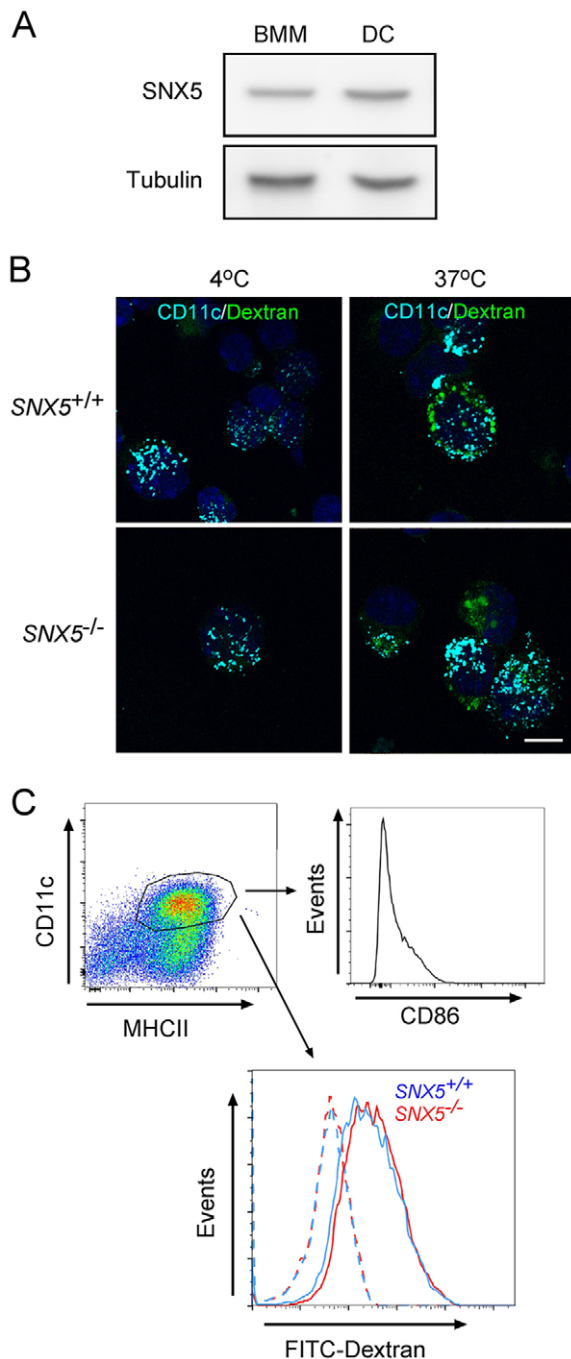 A
BMM DC
SNX5
Tubulin
B
4°C 37°C
CD11c/Dextran CD11c/Dextran
SNX5+/+
SNX5-/-
C
CD11c
MHCII
Events
CD86
SNX5+/+
SNX5-/-
Events
FITC-Dextran